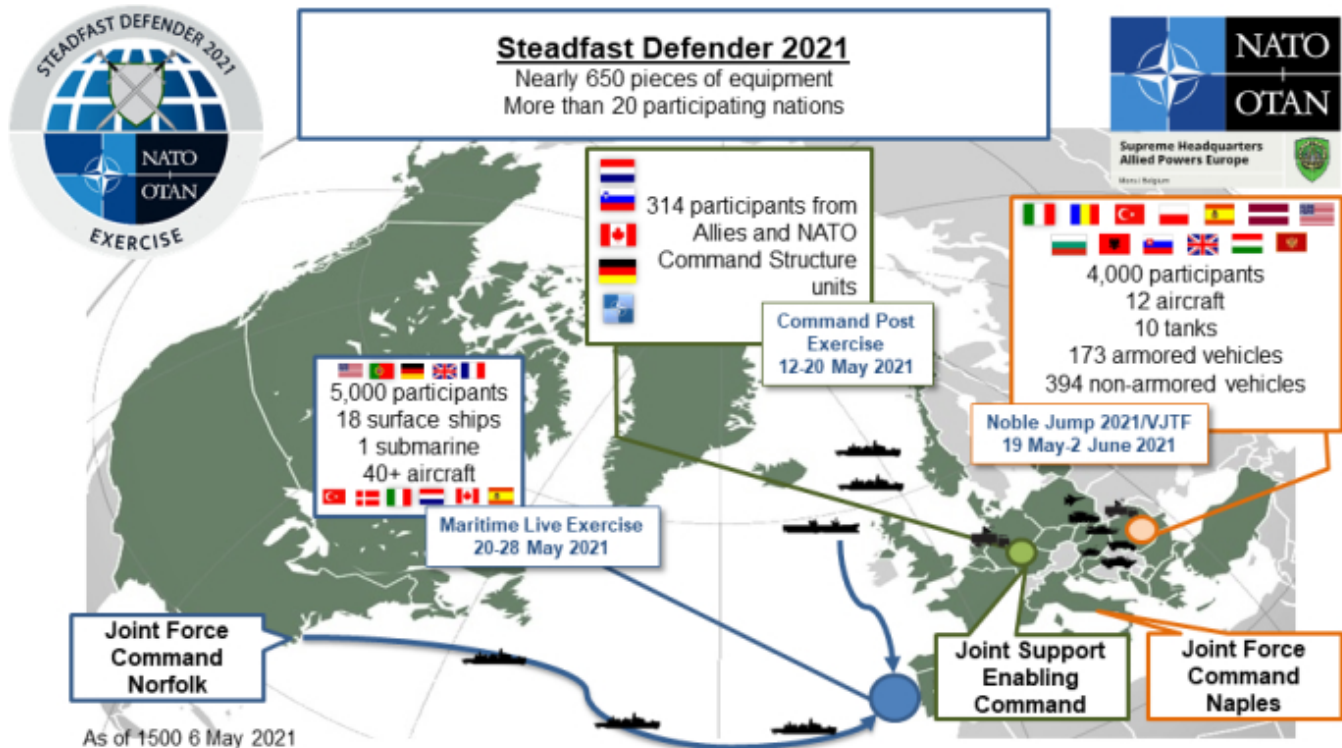 STEADFAST DEFENDER 2021
NATO
OTAN
EXERCISE
Steadfast Defender 2021
Nearly 650 pieces of equipment
More than 20 participating nations
NATO
OTAN
Supreme Headquarters
Allied Powers Europe
Mons | Belgium
314 participants from
Allies and NATO
Command Structure
units
Command Post
Exercise
12-20 May 2021
4,000 participants
12 aircraft
10 tanks
173 armored vehicles
394 non-armored vehicles
Noble Jump 2021/VJTF
19 May-2 June 2021
5,000 participants
18 surface ships
1 submarine
40+ aircraft
Maritime Live Exercise
20-28 May 2021
Joint Force
Command
Norfolk
Joint Support
Enabling
Command
Joint Force
Command
Naples
As of 1500 6 May 2021